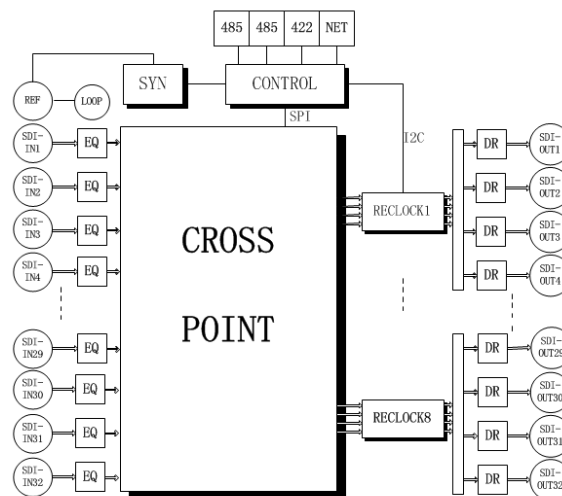 485 485 422 NET
SYN CONTROL
REF LOOP
SPI
I2C
SDI-
IN1
EQ
SDI-
IN2
EQ
SDI-
IN3
EQ
SDI-
IN4
EQ
SDI-
IN29
EQ
SDI-
IN30
EQ
SDI-
IN31
EQ
SDI-
IN32
EQ
CROSS
POINT
RECLOCK1
RECLOCK8
DR
SDI-
OUT1
DR
SDI-
OUT2
DR
SDI-
OUT3
DR
SDI-
OUT4
DR
SDI-
OUT29
DR
SDI-
OUT30
DR
SDI-
OUT31
DR
SDI-
OUT32